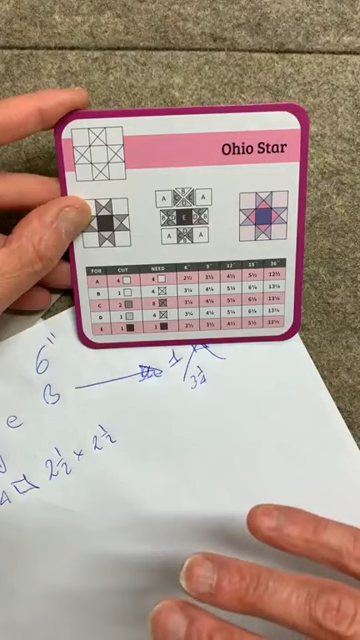 Ohio Star
FOR CUT NEED 6" 9" 12" 15" 36"
A 4 4 2½ 3½ 4½ 5½ 12½
B 1 4 3¼ 4¼ 5¼ 6¼ 13¼
C 2 8 3¼ 4¼ 5¼ 6¼ 13¼
D 1 4 3¼ 4¼ 5¼ 6¼ 13¼
E 1 1 2½ 3½ 4½ 5½ 12½
A A
E
A A
6"
B 1
3¼
e
2½ × 2½